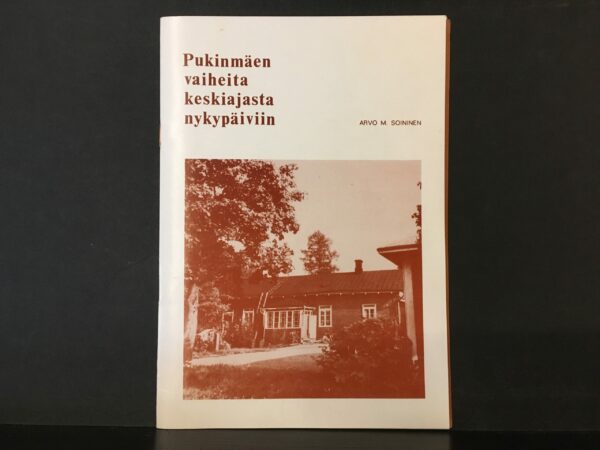 Pukinmäen
vaiheita
keskiajasta
nykypäiviin
ARVO M. SOININEN